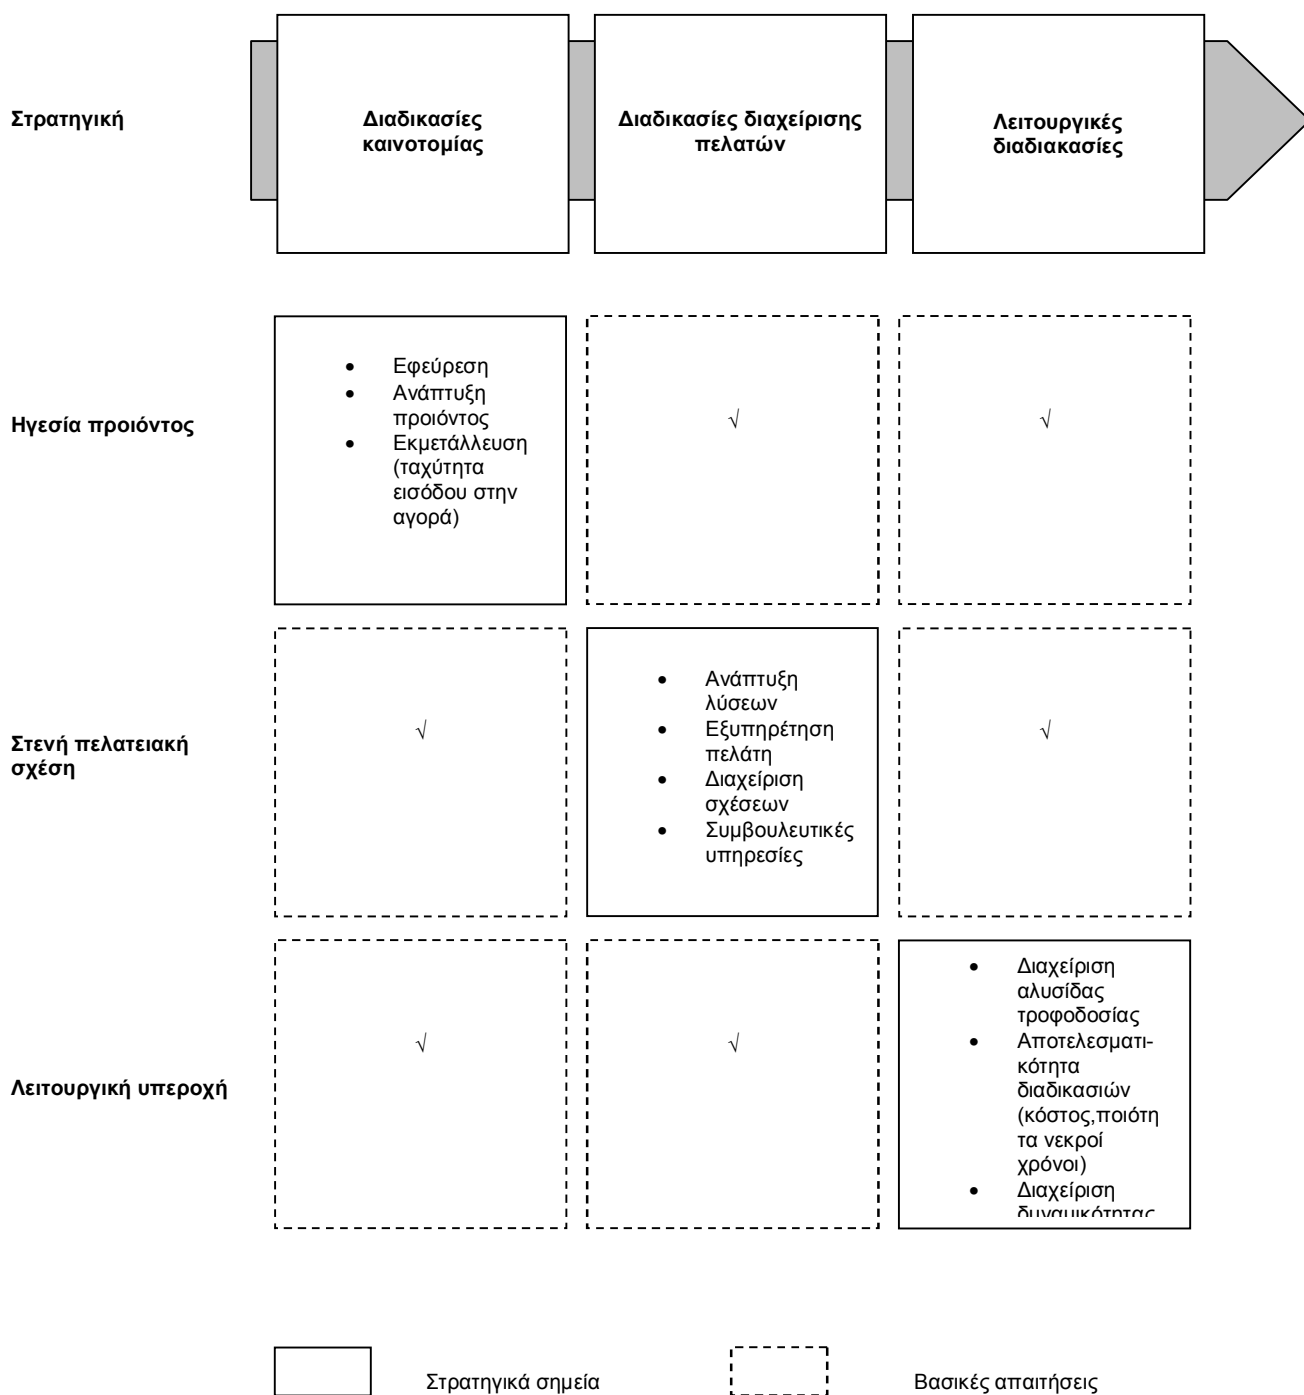 Στρατηγική
Διαδικασίες
καινοτομίας
Διαδικασίες διαχείρισης
πελατών
Λειτουργικές
διαδιακασίες
Ηγεσία προιόντος
• Εφεύρεση
• Ανάπτυξη
προιόντος
• Εκμετάλλευση
(ταχύτητα
εισόδου στην
αγορά)
√
√
Στενή πελατειακή
σχέση
√
• Ανάπτυξη
λύσεων
• Εξυπηρέτηση
πελάτη
• Διαχείριση
σχέσεων
• Συμβουλευτικές
υπηρεσίες
√
Λειτουργική υπεροχή
√
√
• Διαχείριση
αλυσίδας
τροφοδοσίας
• Αποτελεσματι-
κότητα
διαδικασιών
(κόστος,ποιότη
τα νεκροί
χρόνοι)
• Διαχείριση
δυναμικότητας
Στρατηγικά σημεία
Βασικές απαιτήσεις